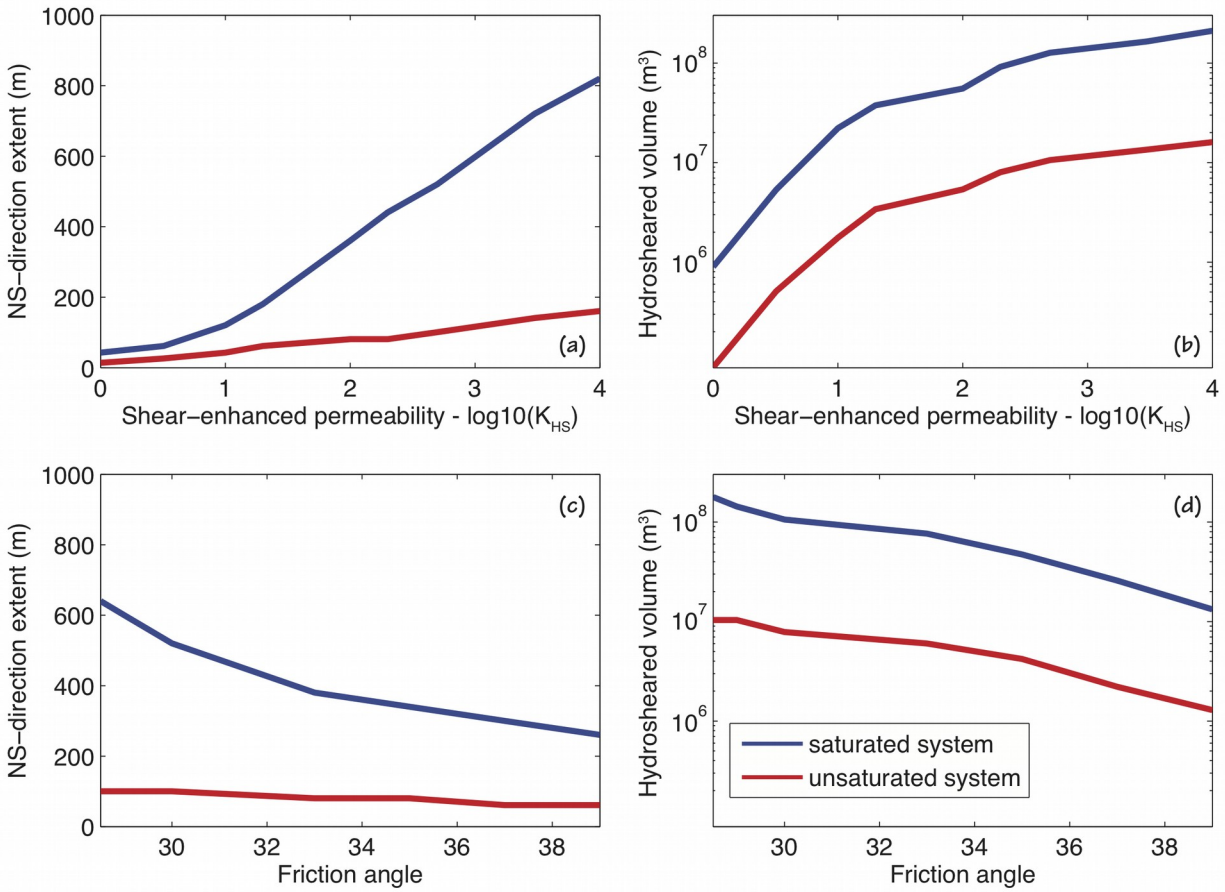 1000
800
600
400
200
0
NS–direction extent (m)
0 1 2 3 4
Shear–enhanced permeability - log10(K_HS)
(a)
10⁸
10⁷
10⁶
Hydrosheared volume (m³)
0 1 2 3 4
Shear–enhanced permeability - log10(K_HS)
(b)
1000
800
600
400
200
0
NS–direction extent (m)
30 32 34 36 38
Friction angle
(c)
10⁸
10⁷
10⁶
Hydrosheared volume (m³)
30 32 34 36 38
Friction angle
(d)
saturated system
unsaturated system